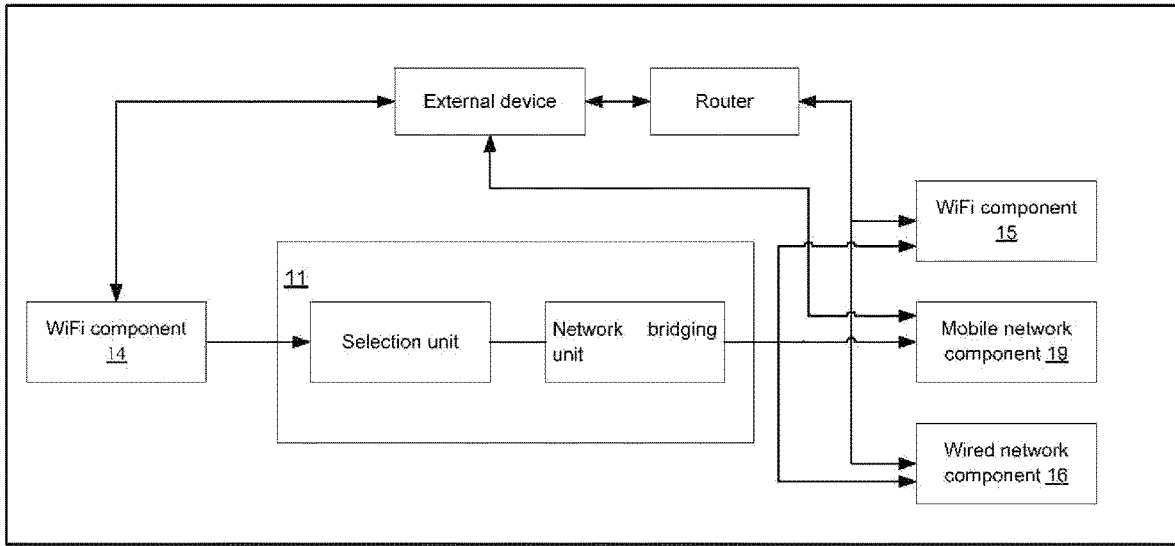 External device
Router
WiFi component
15
11
WiFi component
14
Selection unit
Network bridging
unit
Mobile network
component 19
Wired network
component 16